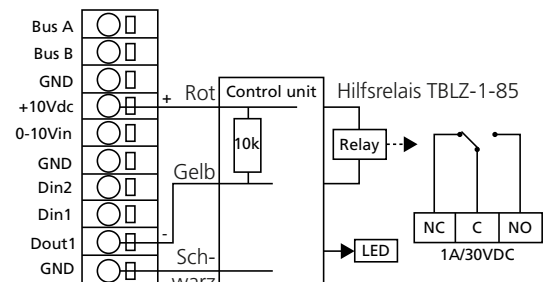 Bus A
Bus B
GND
+10Vdc
0-10Vin
GND
Din2
Din1
Dout1
GND
+
Rot
Gelb
-
Sch-
warz
Control unit
10k
Hilfsrelais TBLZ-1-85
Relay
LED
NC C NO
1A/30VDC